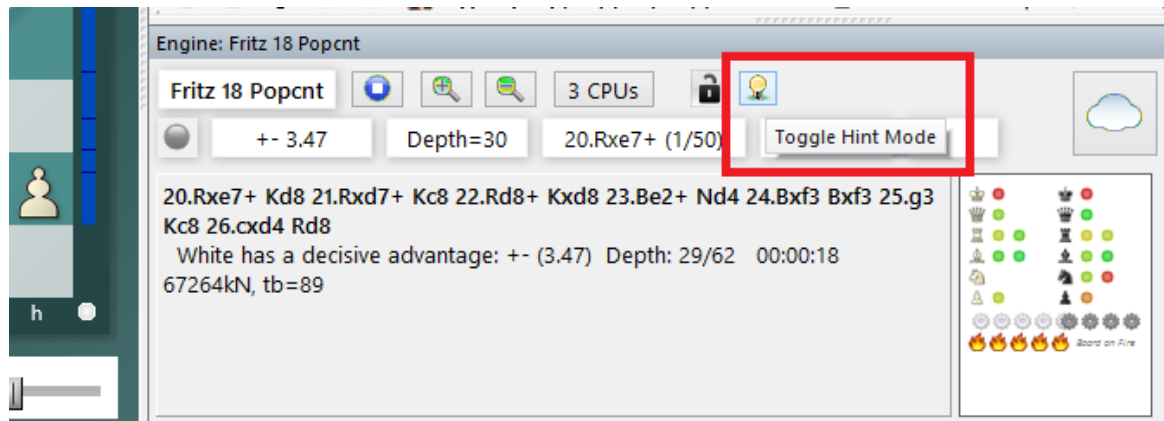 Engine: Fritz 18 Popcnt
Fritz 18 Popcnt
3 CPUs
+- 3.47
Depth=30
20.Rxe7+ (1/50)
Toggle Hint Mode
20.Rxe7+ Kd8 21.Rxd7+ Kc8 22.Rd8+ Kxd8 23.Be2+ Nd4 24.Bxf3 Bxf3 25.g3
Kc8 26.cxd4 Rd8
White has a decisive advantage: +- (3.47) Depth: 29/62 00:00:18
67264kN, tb=89
h
Board on Fire